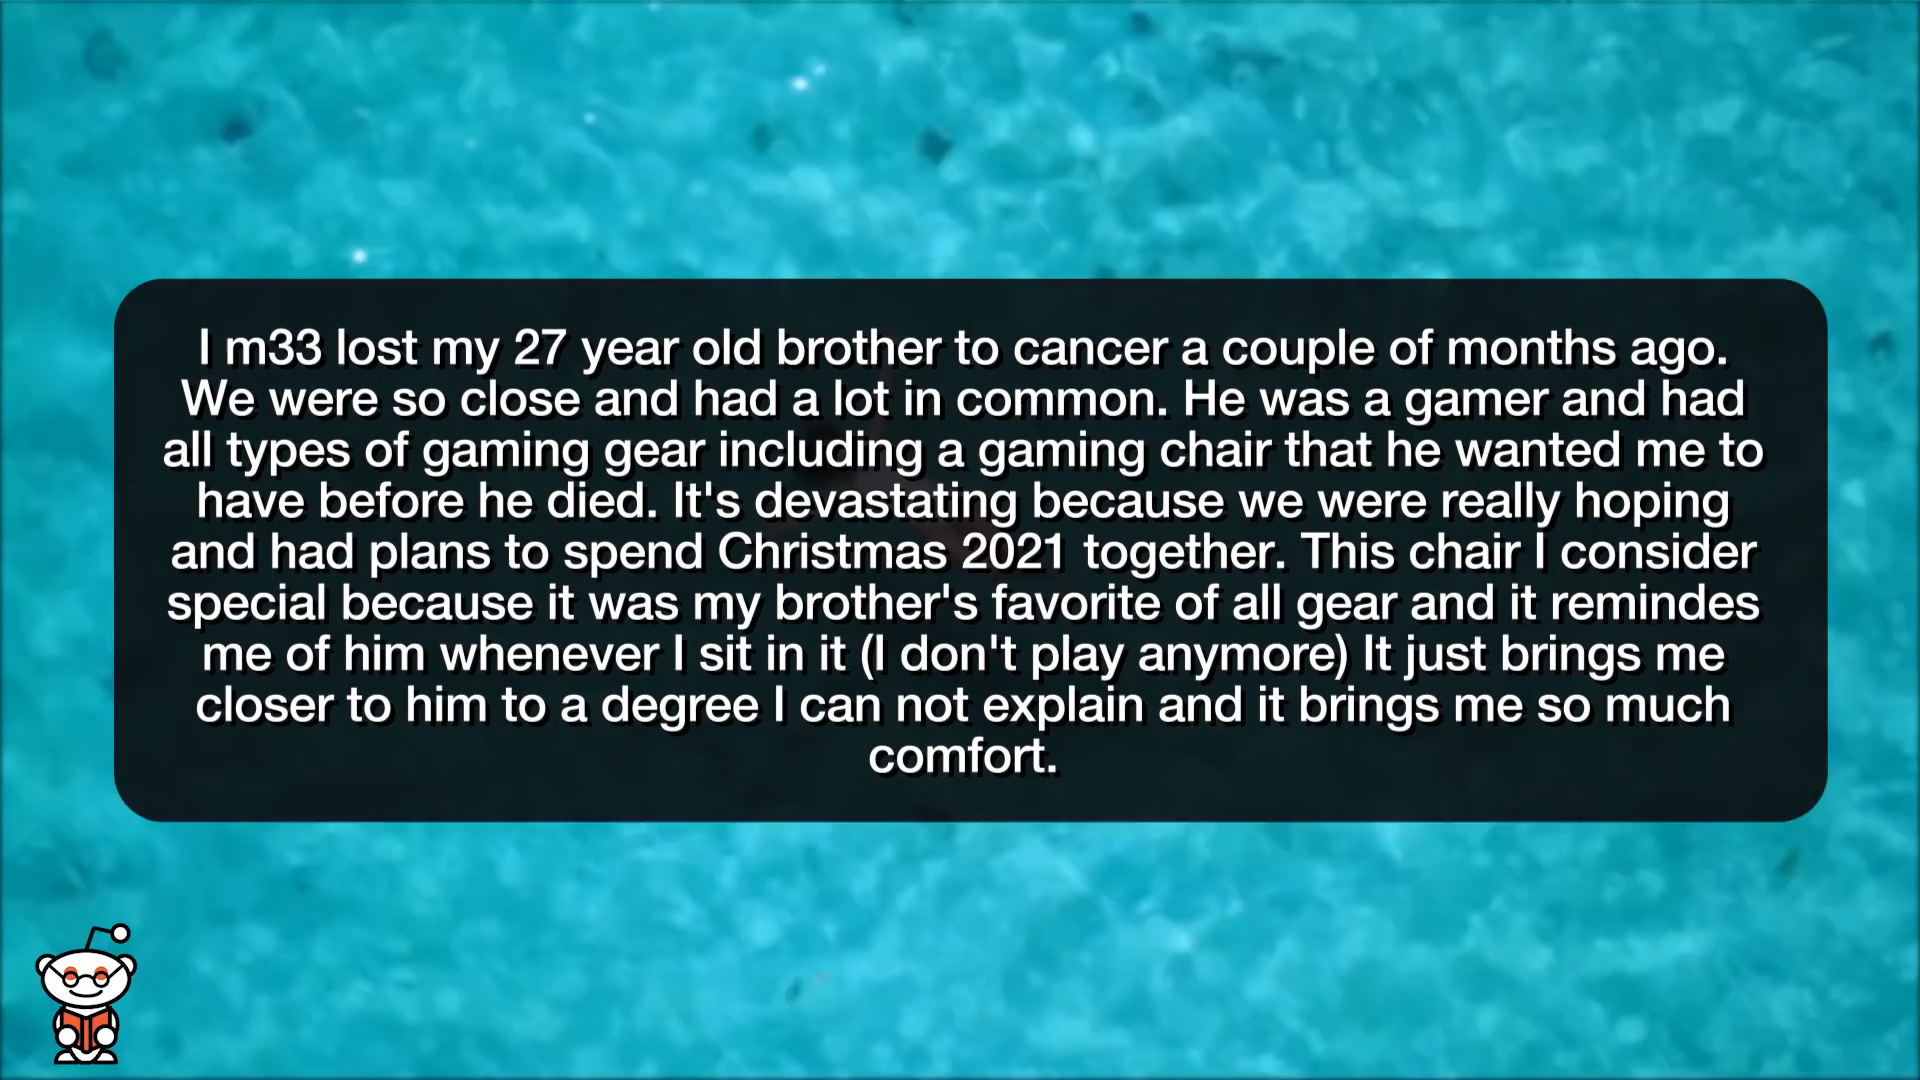 I m33 lost my 27 year old brother to cancer a couple of months ago.
We were so close and had a lot in common. He was a gamer and had
all types of gaming gear including a gaming chair that he wanted me to
have before he died. It's devastating because we were really hoping
and had plans to spend Christmas 2021 together. This chair I consider
special because it was my brother's favorite of all gear and it remindes
me of him whenever I sit in it (I don't play anymore) It just brings me
closer to him to a degree I can not explain and it brings me so much
comfort.